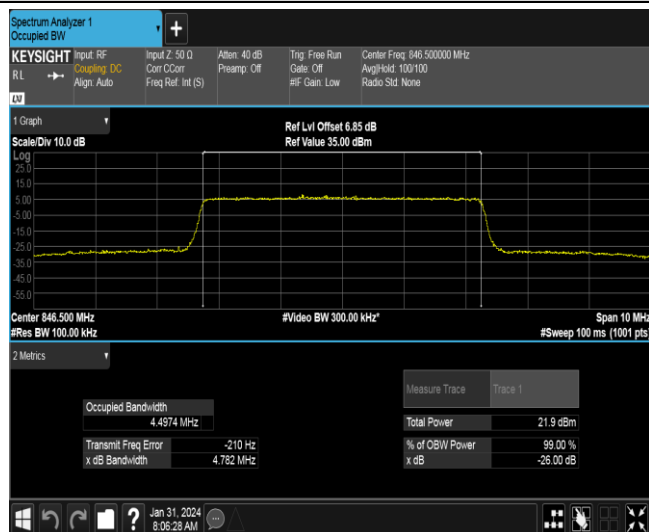 Spectrum Analyzer 1
Occupied BW
+
KEYSIGHT Input: RF Input Z: 50 Ω Atten: 40 dB Trig: Free Run Center Freq: 846.500000 MHz
RL Coupling: DC Corr CCorr Preamp: Off Gate: Off Avg|Hold: 100/100
Align: Auto Freq Ref: Int (S) #IF Gain: Low Radio Std: None
LXI
1 Graph
Ref Lvl Offset 6.85 dB
Scale/Div 10.0 dB Ref Value 35.00 dBm
Log
25.0
15.0
5.00
-5.00
-15.0
-25.0
-35.0
-45.0
-55.0
Center 846.500 MHz #Video BW 300.00 kHz* Span 10 MHz
#Res BW 100.00 kHz #Sweep 100 ms (1001 pts)
2 Metrics
Measure Trace Trace 1
Occupied Bandwidth
4.4974 MHz Total Power 21.9 dBm
Transmit Freq Error -210 Hz % of OBW Power 99.00 %
x dB Bandwidth 4.782 MHz x dB -26.00 dB
? Jan 31, 2024
8:06:28 AM